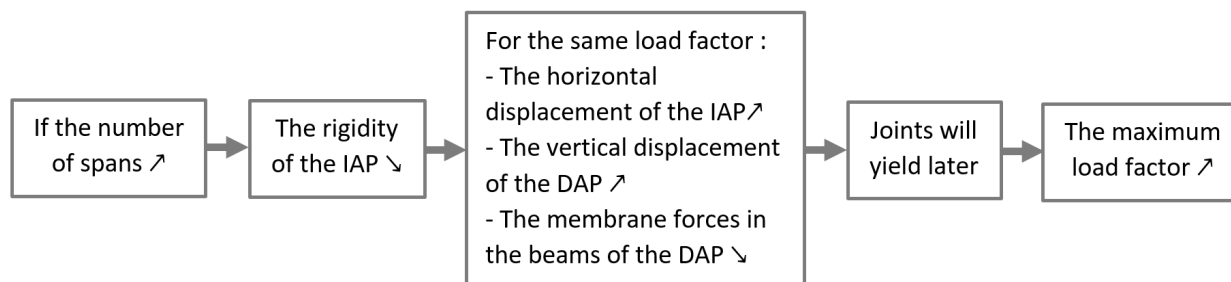 If the number
of spans ↗
The rigidity
of the IAP ↘
For the same load factor :
- The horizontal
displacement of the IAP↗
- The vertical displacement
of the DAP ↗
- The membrane forces in
the beams of the DAP ↘
Joints will
yield later
The maximum
load factor ↗